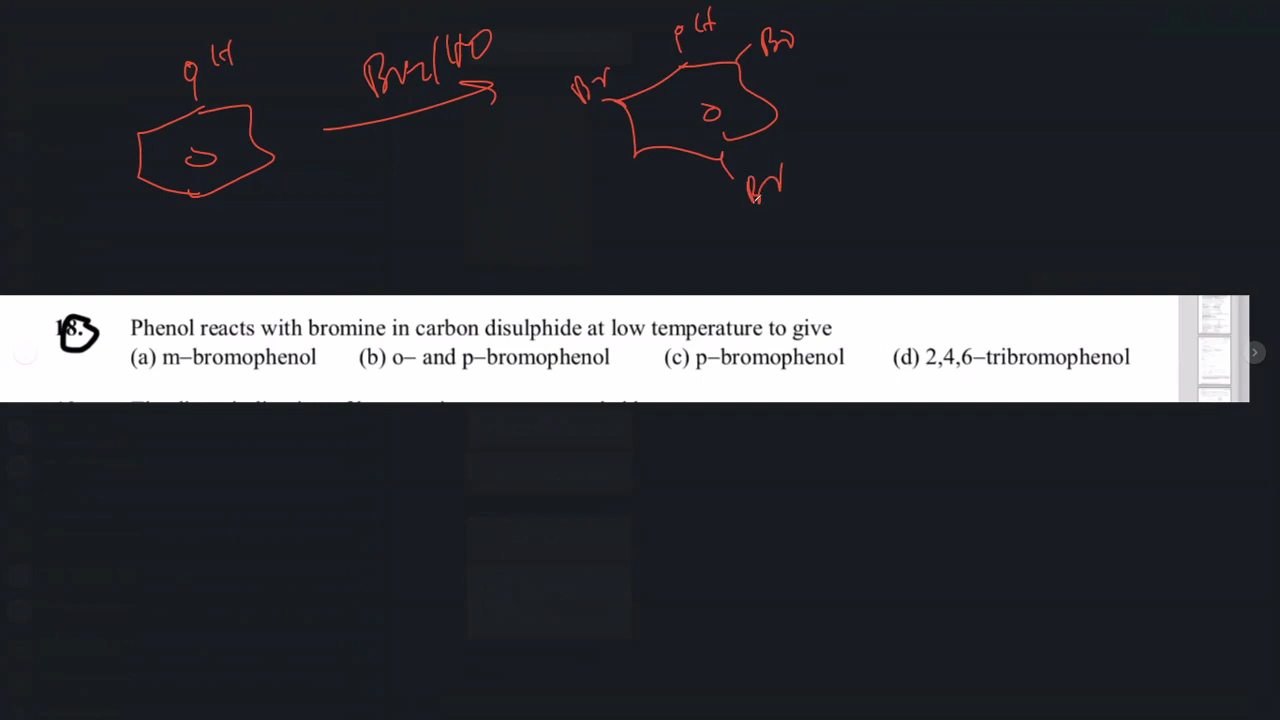 OH
Br2/H2O
OH
Br
Br
Br
18. Phenol reacts with bromine in carbon disulphide at low temperature to give
(a) m–bromophenol (b) o– and p–bromophenol (c) p–bromophenol (d) 2,4,6–tribromophenol